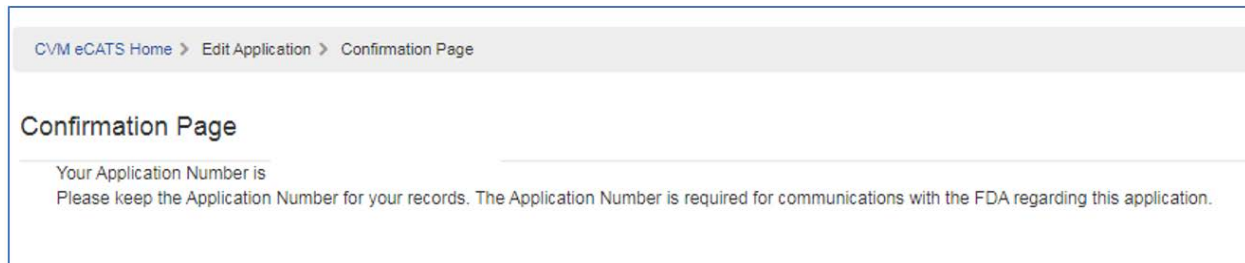 CVM eCATS Home > Edit Application > Confirmation Page
Confirmation Page
Your Application Number is
Please keep the Application Number for your records. The Application Number is required for communications with the FDA regarding this application.